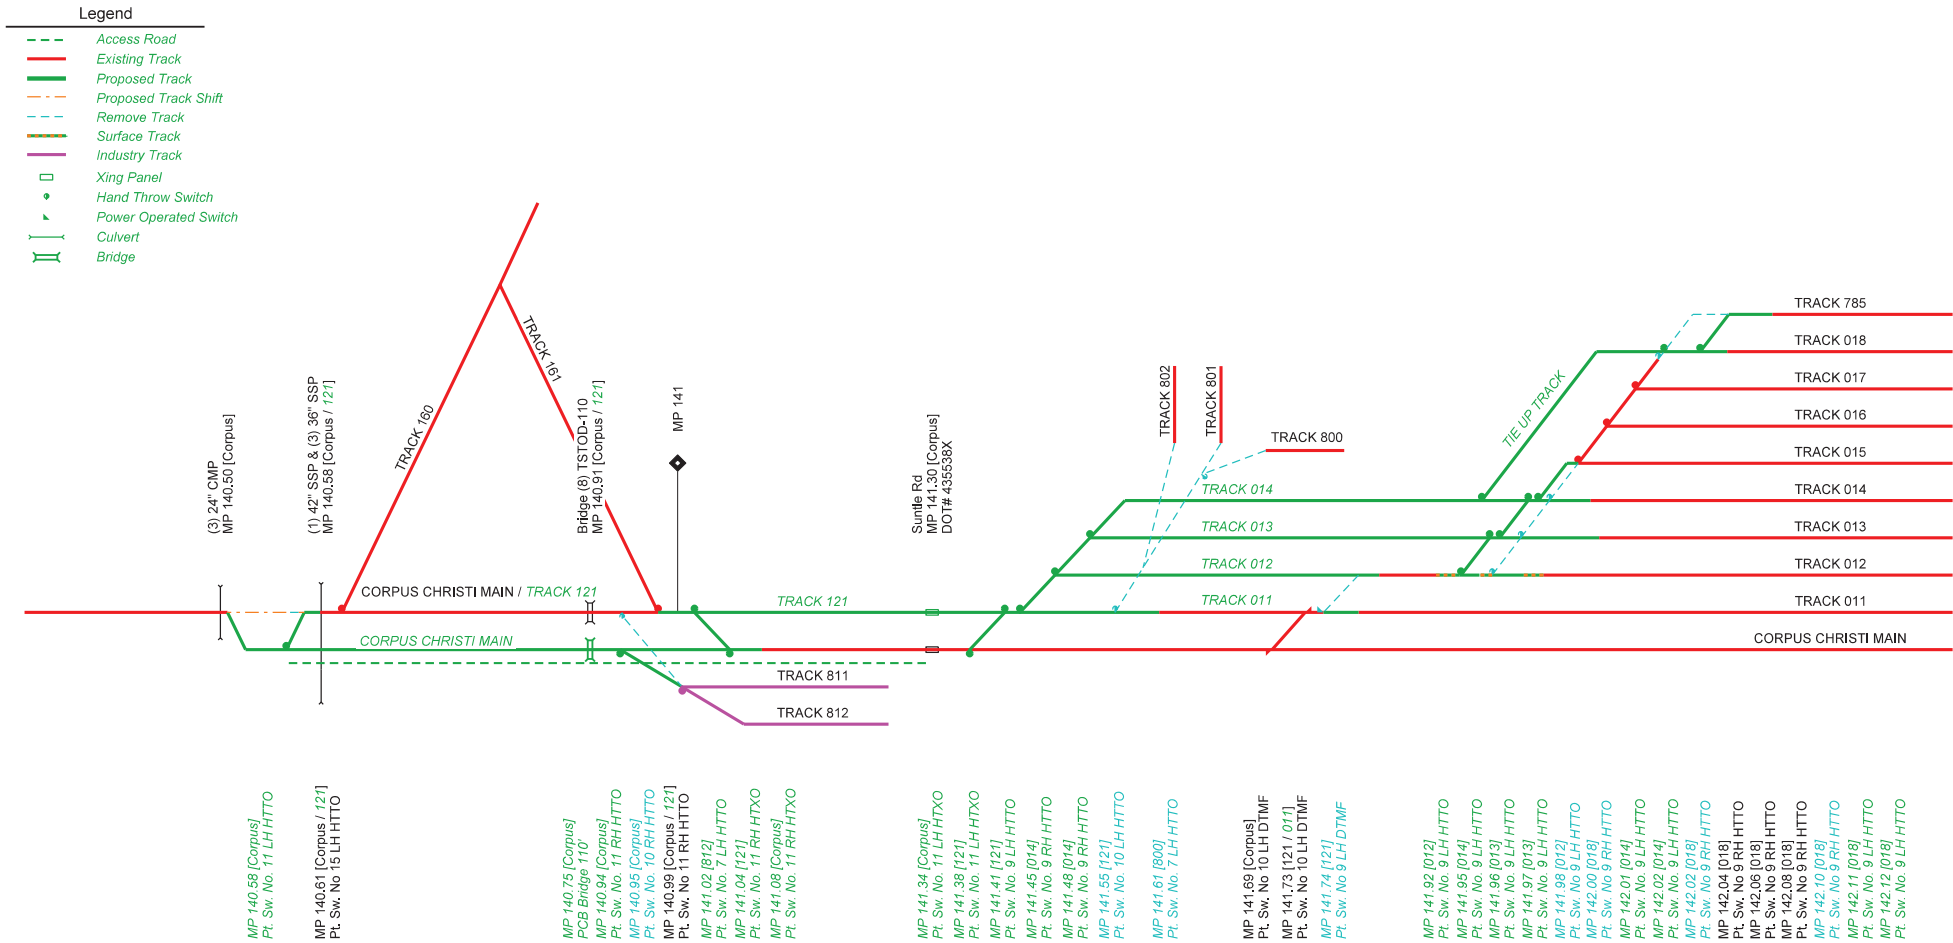 Legend
Access Road
Existing Track
Proposed Track
Proposed Track Shift
Remove Track
Surface Track
Industry Track
Xing Panel
Hand Throw Switch
Power Operated Switch
Culvert
Bridge
(3) 24" CMP
MP 140.50 [Corpus]
(1) 42" SSP & (3) 36" SSP
MP 140.58 [Corpus / 121]
TRACK 160
TRACK 161
Bridge (8) TSTOD-110
MP 140.91 [Corpus / 121]
MP 141
Suntle Rd
MP 141.30 [Corpus]
DOT# 435538X
TRACK 802
TRACK 801
TRACK 800
TIE UP TRACK
TRACK 785
TRACK 018
TRACK 017
TRACK 016
TRACK 015
TRACK 014
TRACK 014
TRACK 013
TRACK 013
TRACK 012
TRACK 012
CORPUS CHRISTI MAIN / TRACK 121
TRACK 121
TRACK 011
TRACK 011
CORPUS CHRISTI MAIN
CORPUS CHRISTI MAIN
TRACK 811
TRACK 812
MP 140.58 [Corpus]
Pt. Sw. No. 11 LH HTTO
MP 140.61 [Corpus / 121]
Pt. Sw. No 15 LH HTTO
MP 140.75 [Corpus]
PCB Bridge 110'
MP 140.94 [Corpus]
Pt. Sw. No. 11 RH HTTO
MP 140.95 [Corpus]
Pt. Sw. No. 10 RH HTTO
MP 140.99 [Corpus / 121]
Pt. Sw. No 11 RH HTTO
MP 141.02 [812]
Pt. Sw. No. 7 LH HTTO
MP 141.04 [121]
Pt. Sw. No. 11 RH HTXO
MP 141.08 [Corpus]
Pt. Sw. No. 11 RH HTXO
MP 141.34 [Corpus]
Pt. Sw. No. 11 LH HTXO
MP 141.38 [121]
Pt. Sw. No. 11 LH HTXO
MP 141.41 [121]
Pt. Sw. No. 9 LH HTTO
MP 141.45 [014]
Pt. Sw. No. 9 RH HTTO
MP 141.48 [014]
Pt. Sw. No. 9 RH HTTO
MP 141.55 [121]
Pt. Sw. No. 10 LH HTTO
MP 141.61 [800]
Pt. Sw. No. 7 LH HTTO
MP 141.69 [Corpus]
Pt. Sw. No 10 LH DTMF
MP 141.73 [121 / 011]
Pt. Sw. No 10 LH DTMF
MP 141.74 [121]
Pt. Sw. No 9 LH DTMF
MP 141.92 [012]
Pt. Sw. No. 9 LH HTTO
MP 141.95 [014]
Pt. Sw. No. 9 LH HTTO
MP 141.96 [013]
Pt. Sw. No. 9 LH HTTO
MP 141.97 [013]
Pt. Sw. No. 9 LH HTTO
MP 141.98 [012]
Pt. Sw. No 9 LH HTTO
MP 142.00 [018]
Pt. Sw. No 9 RH HTTO
MP 142.01 [014]
Pt. Sw. No. 9 LH HTTO
MP 142.02 [014]
Pt. Sw. No. 9 LH HTTO
MP 142.02 [018]
Pt. Sw. No 9 RH HTTO
MP 142.04 [018]
Pt. Sw. No 9 RH HTTO
MP 142.06 [018]
Pt. Sw. No 9 RH HTTO
MP 142.08 [018]
Pt. Sw. No 9 RH HTTO
MP 142.10 [018]
Pt. Sw. No 9 RH HTTO
MP 142.11 [018]
Pt. Sw. No. 9 LH HTTO
MP 142.12 [018]
Pt. Sw. No. 9 LH HTTO